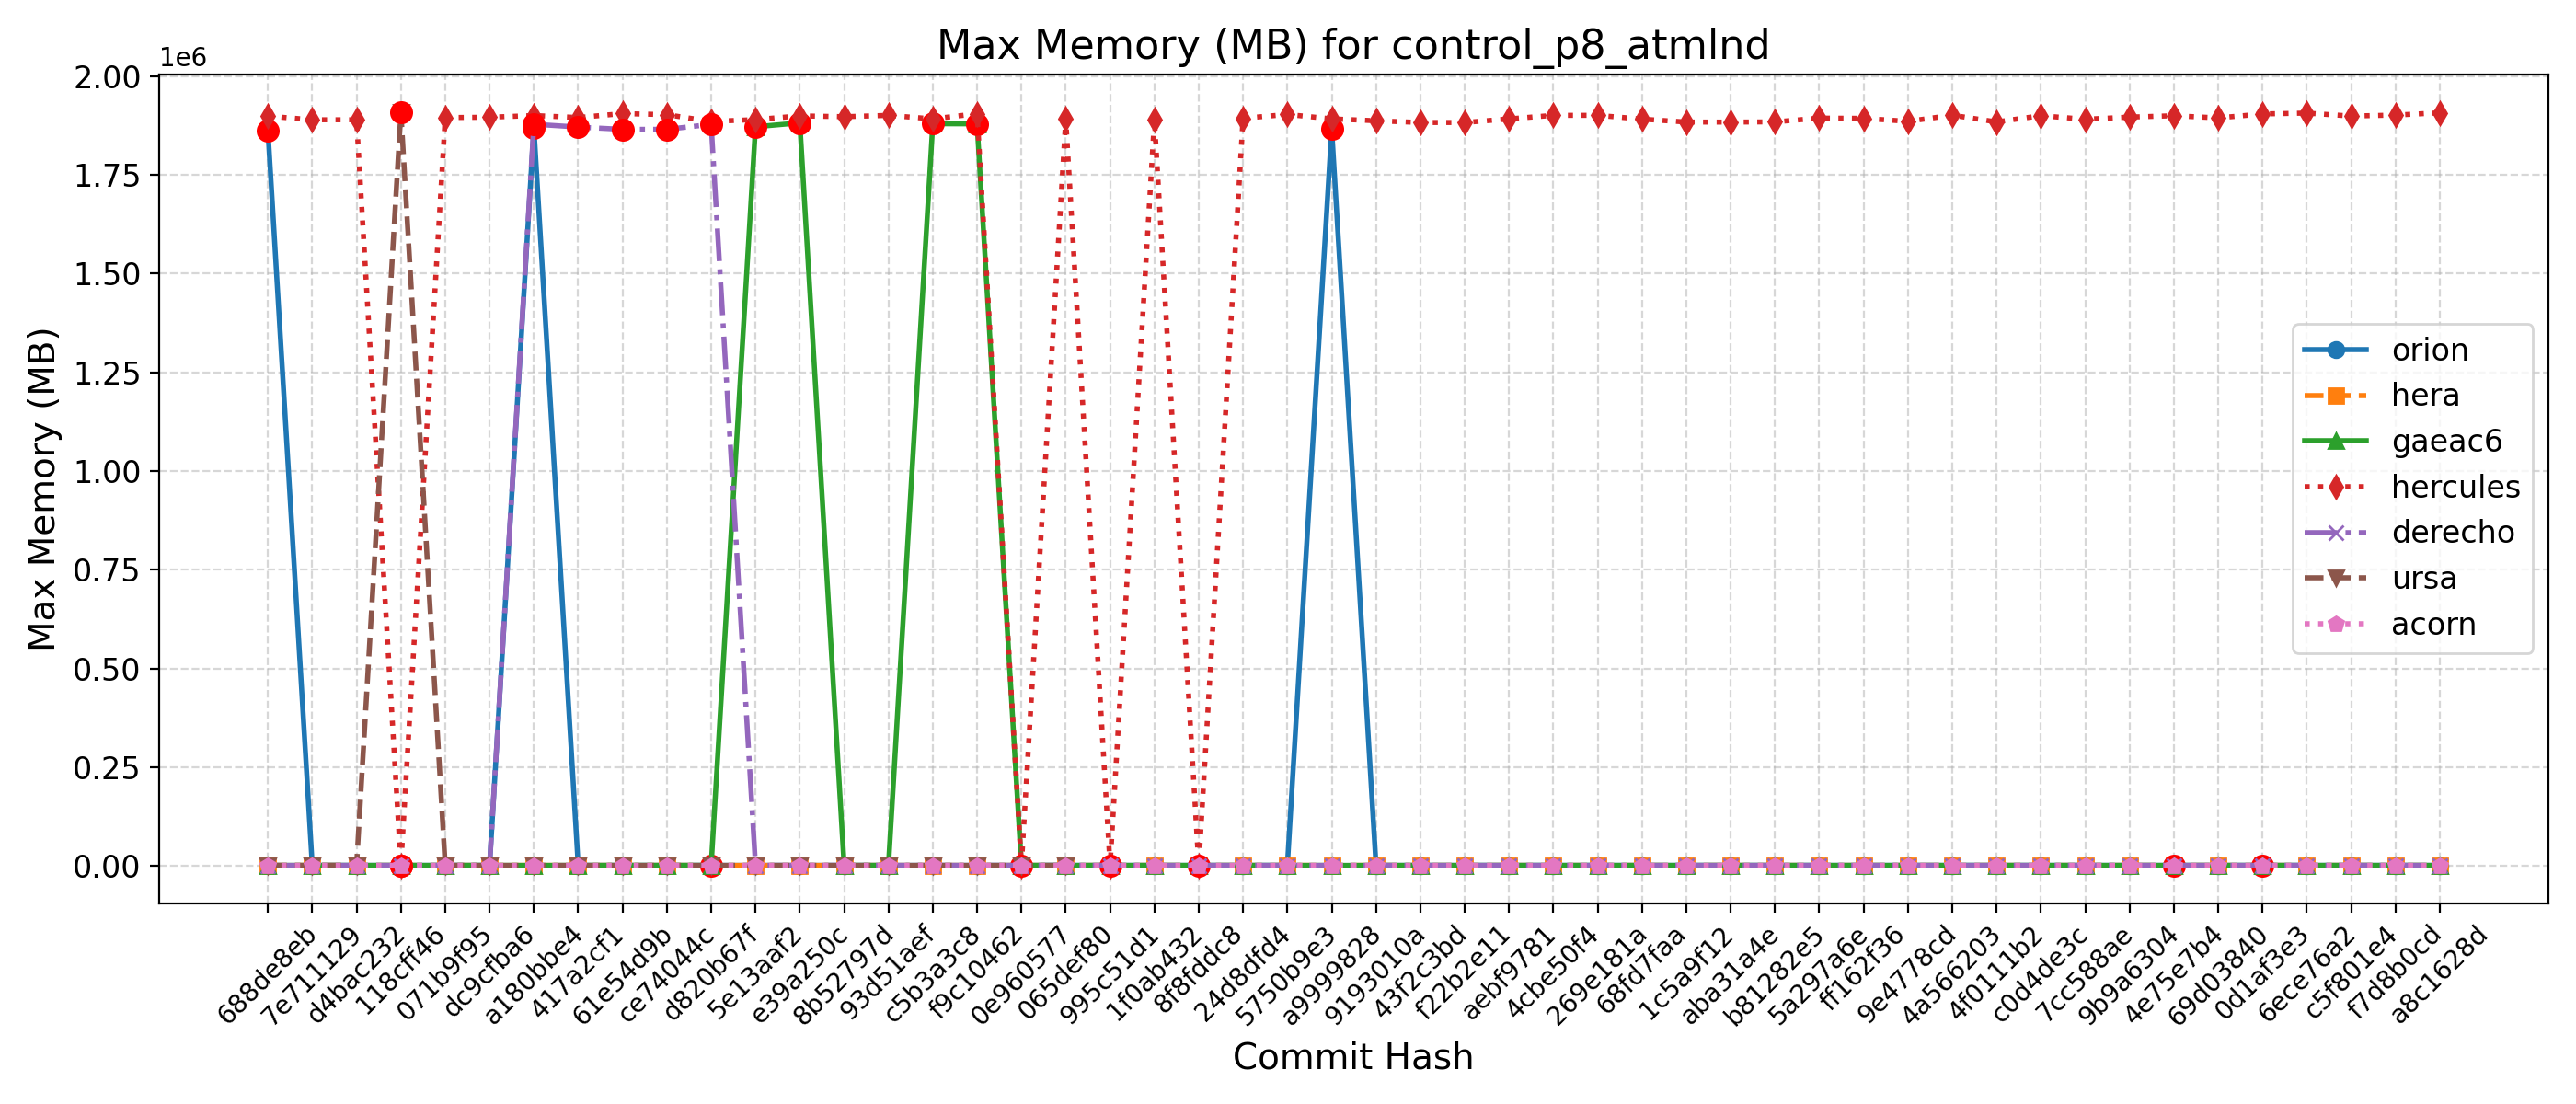 Max Memory (MB) for control_p8_atmlnd
1e6
2.00
1.75
1.50
1.25
1.00
0.75
0.50
0.25
0.00
Max Memory (MB)
orion
hera
gaeac6
hercules
derecho
ursa
acorn
688de8eb
7e711129
d4bac232
118cff46
071b9f95
dc9cfba6
a180bbe4
417a2cf1
61e54d9b
ce74044c
d820b67f
5e13aaf2
e39a250c
8b52797d
93d51aef
c5b3a3c8
f9c10462
0e960577
065def80
995c51d1
1f0ab432
8f8fddc8
24d8dfd4
5750b9e3
a9999828
9193010a
43f2c3bd
f22b2e11
aebf9781
4cbe50f4
269e181a
68fd7faa
1c5a9f12
aba31a4e
b81282e5
5a297a6e
ff162f36
9e4778cd
4a566203
4f0111b2
c0d4de3c
7cc588ae
9b9a6304
4e75e7b4
69d03840
0d1af3e3
6ece76a2
c5f801e4
f7d8b0cd
a8c1628d
Commit Hash